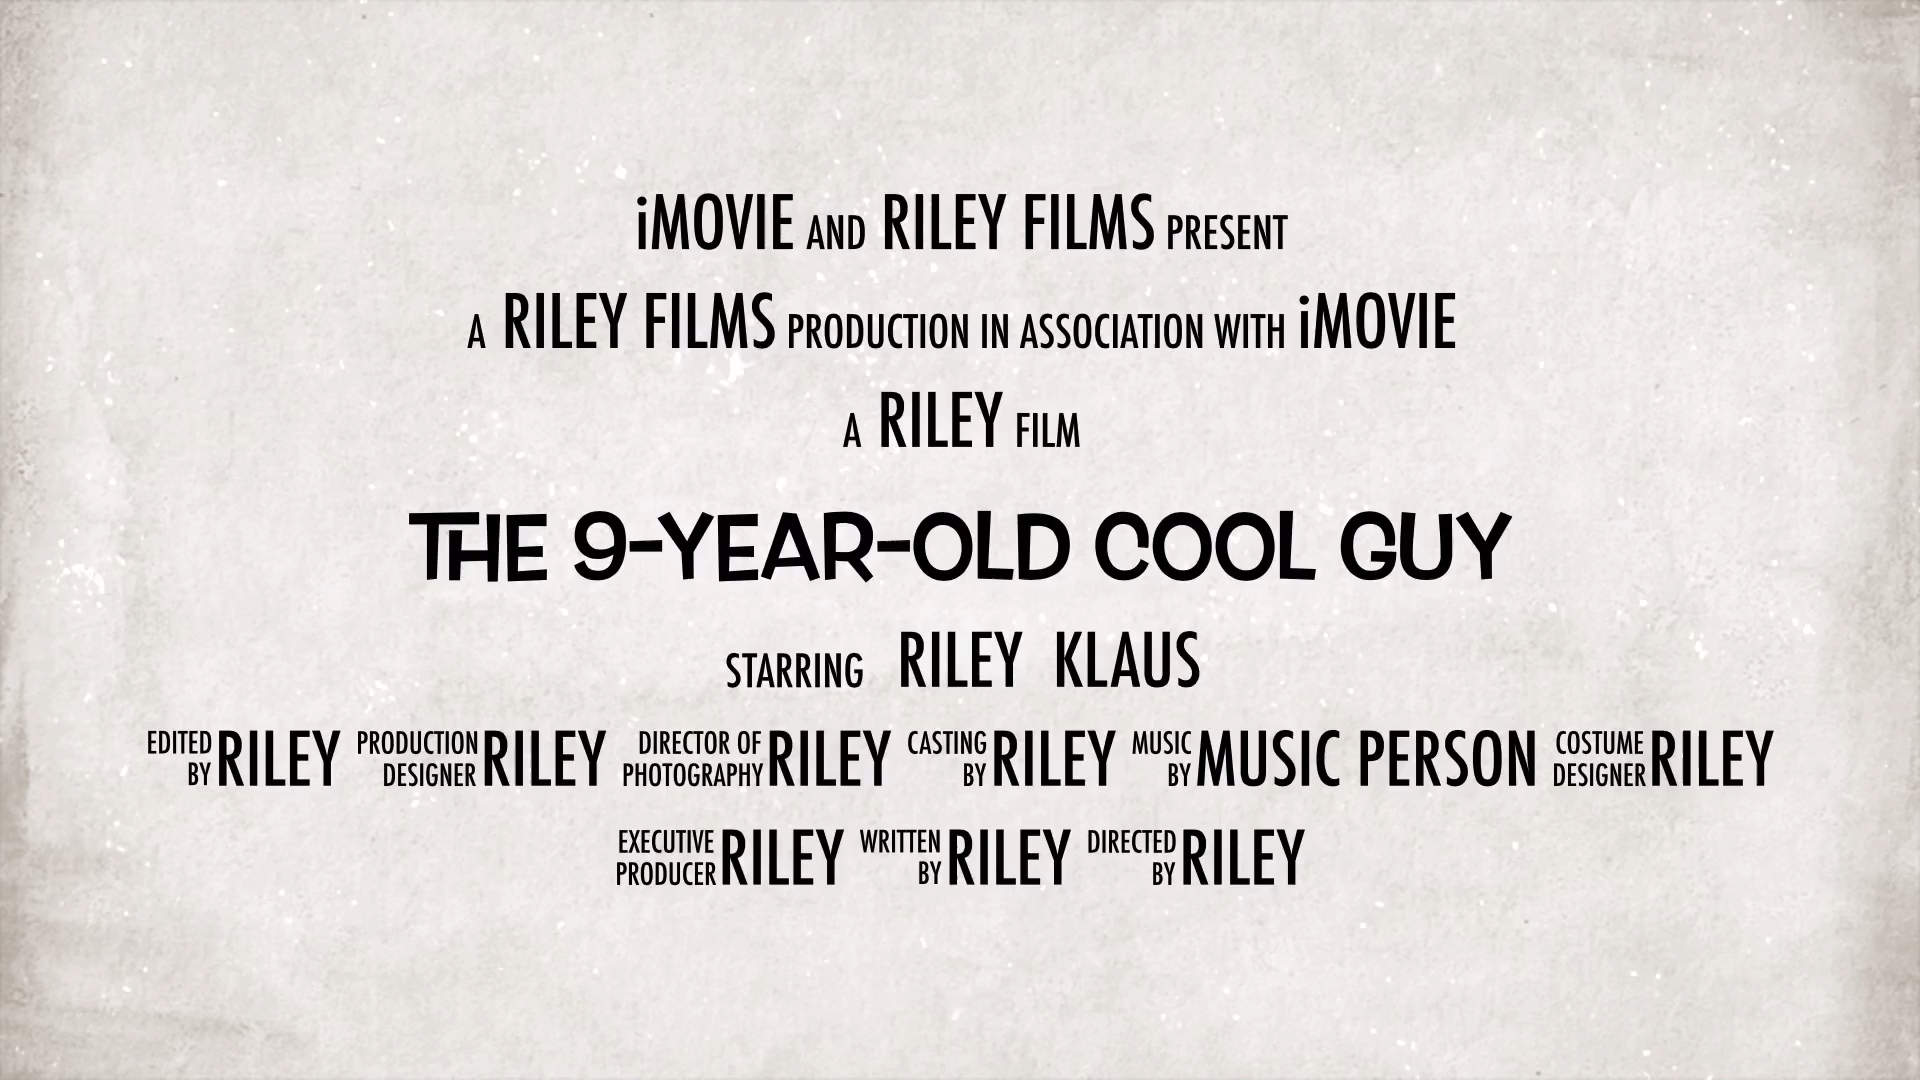 iMOVIE AND RILEY FILMS PRESENT
A RILEY FILMS PRODUCTION IN ASSOCIATION WITH iMOVIE
A RILEY FILM
THE 9-YEAR-OLD COOL GUY
STARRING RILEY KLAUS
EDITED BY RILEY PRODUCTION DESIGNER RILEY DIRECTOR OF PHOTOGRAPHY RILEY CASTING BY RILEY MUSIC BY MUSIC PERSON COSTUME DESIGNER RILEY
EXECUTIVE PRODUCER RILEY WRITTEN BY RILEY DIRECTED BY RILEY